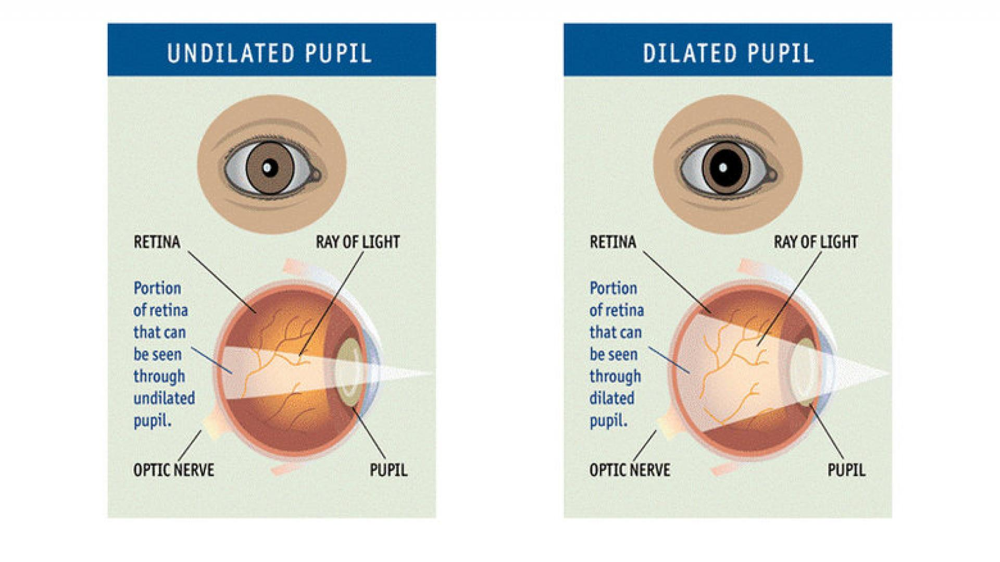 UNDILATED PUPIL
RETINA
RAY OF LIGHT
Portion
of retina
that can
be seen
through
undilated
pupil.
OPTIC NERVE
PUPIL
DILATED PUPIL
RETINA
RAY OF LIGHT
Portion
of retina
that can
be seen
through
dilated
pupil.
OPTIC NERVE
PUPIL